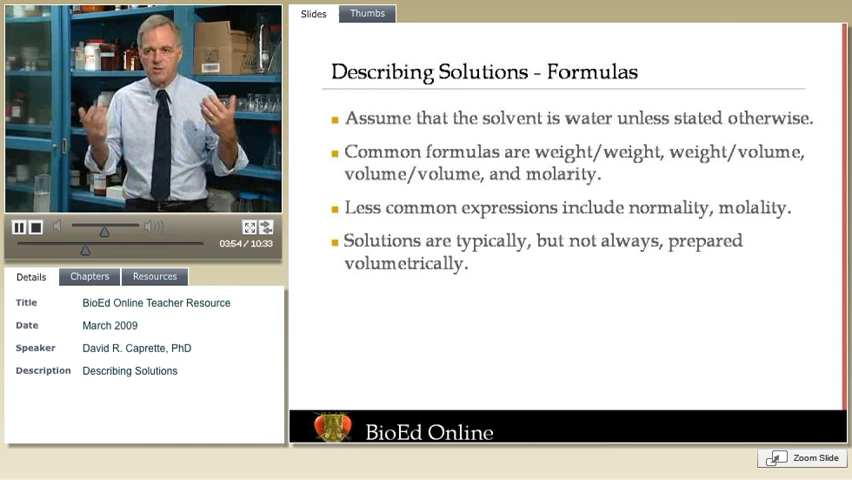 Slides
Thumbs
Describing Solutions - Formulas
Assume that the solvent is water unless stated otherwise.
Common formulas are weight/weight, weight/volume,
volume/volume, and molarity.
Less common expressions include normality, molality.
Solutions are typically, but not always, prepared
volumetrically.
03:54 / 10:33
Details
Chapters
Resources
Title BioEd Online Teacher Resource
Date March 2009
Speaker David R. Caprette, PhD
Description Describing Solutions
BioEd Online
Zoom Slide